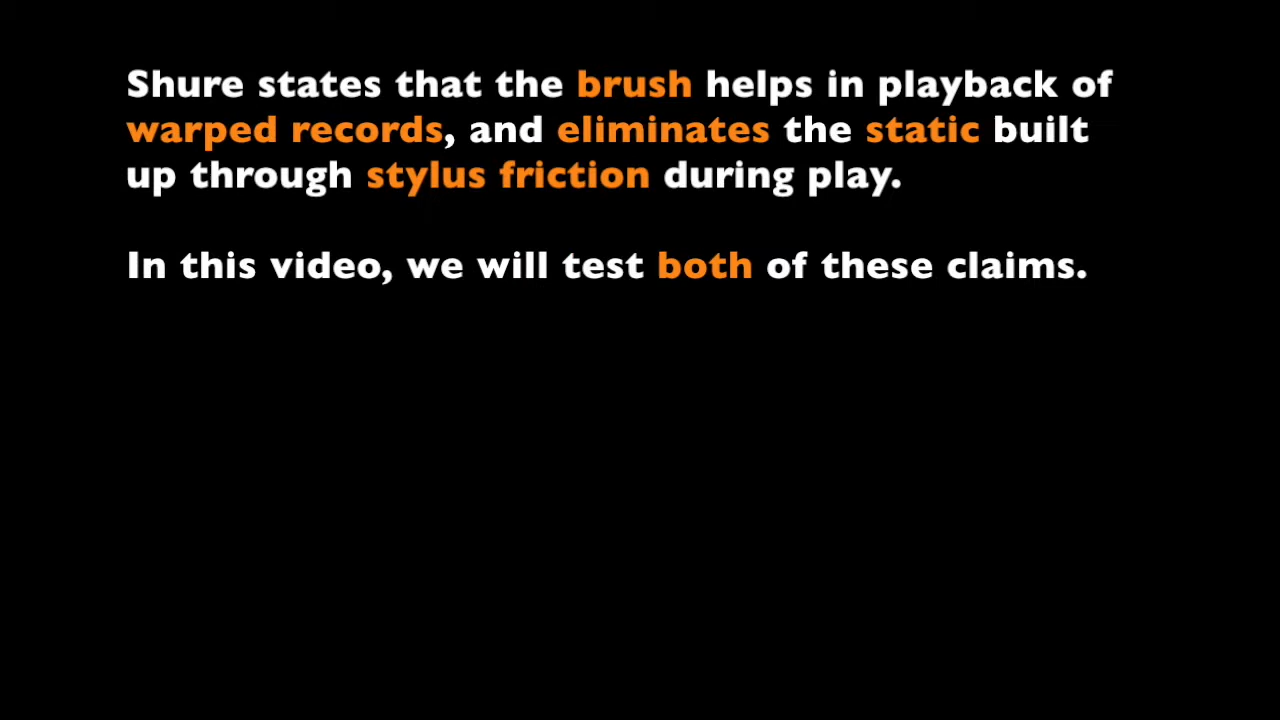 Shure states that the brush helps in playback of
warped records, and eliminates the static built
up through stylus friction during play.
In this video, we will test both of these claims.